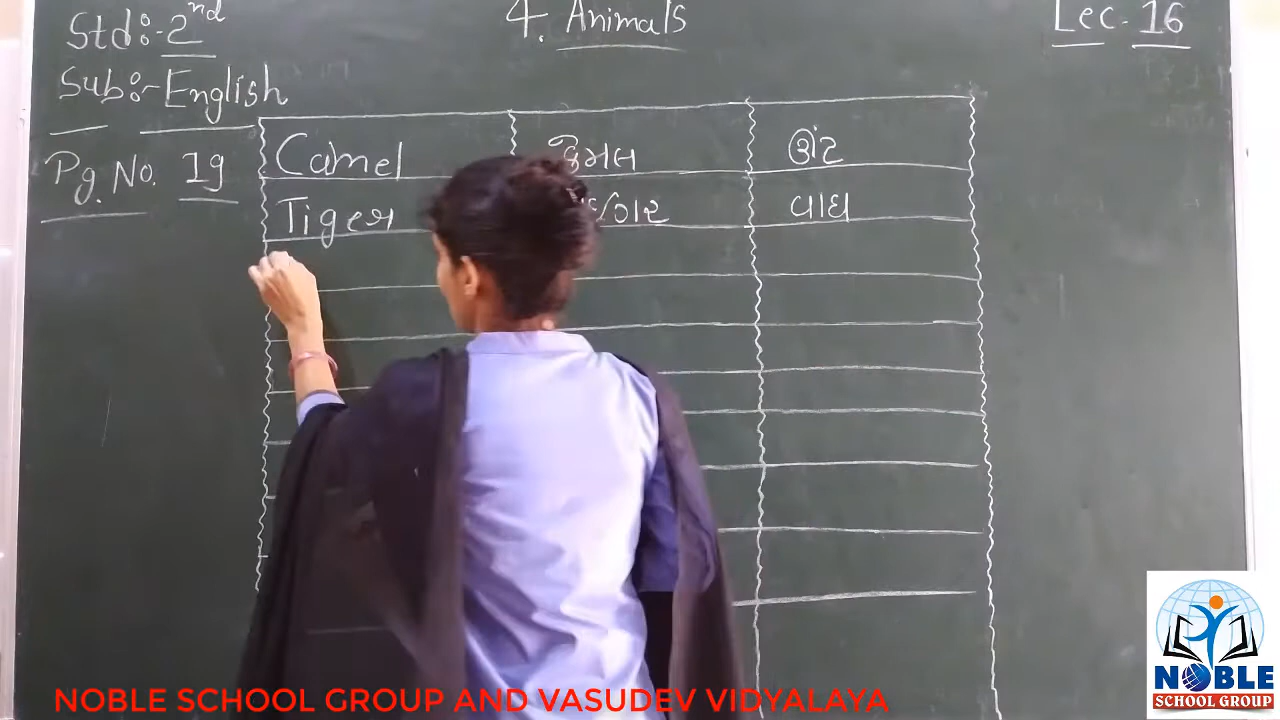 Std:- 2nd
4. Animals
Lec. 16
Sub:- English
Pg. No. 19
Camel કેમલ ઊંટ
Tiger વાઘ
NOBLE SCHOOL GROUP AND VASUDEV VIDYALAYA
NOBLE
SCHOOL GROUP